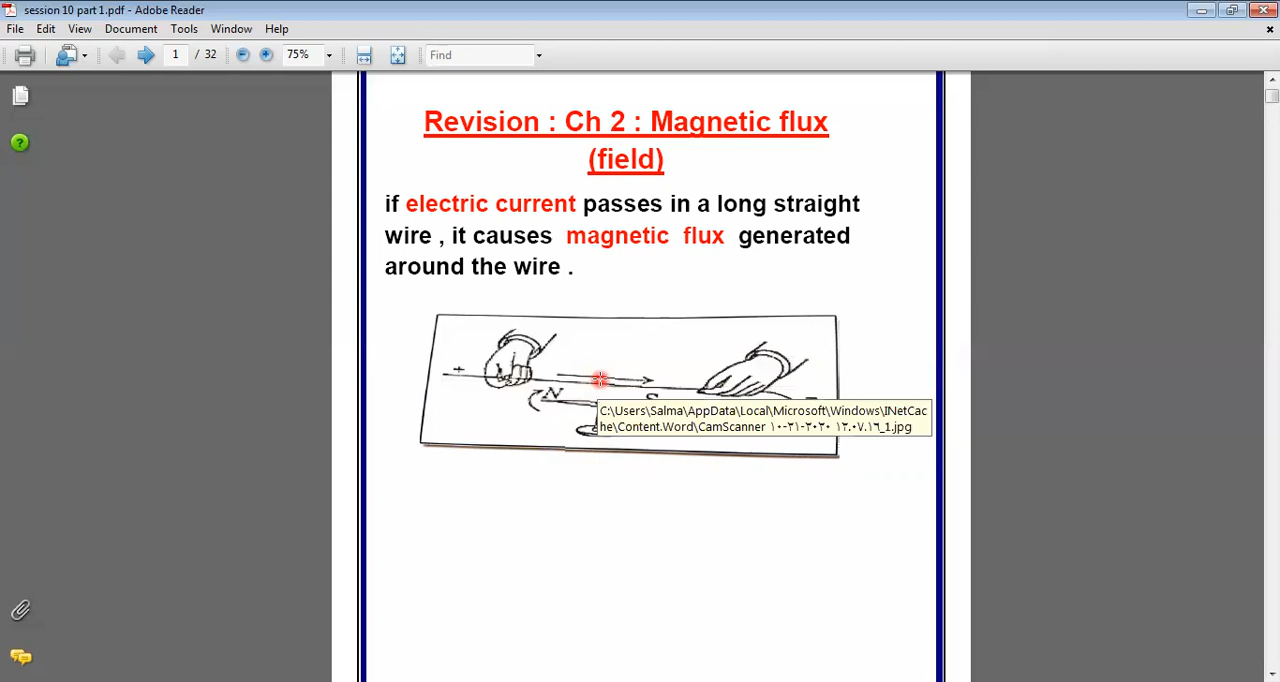 session 10 part 1.pdf - Adobe Reader
File Edit View Document Tools Window Help
1 / 32 75% Find
Revision : Ch 2 : Magnetic flux
(field)
if electric current passes in a long straight
wire , it causes magnetic flux generated
around the wire .
+
N
C:\Users\Salma\AppData\Local\Microsoft\Windows\INetCac
he\Content.Word\CamScanner ١٠-٢١-٢٠٢٠ ١٢.٠٧.١٦_1.jpg